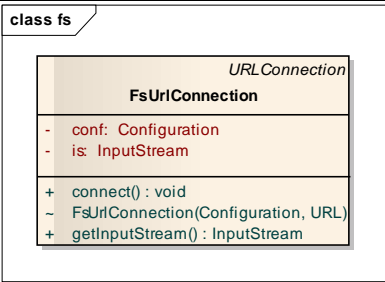 class fs
URLConnection
FsUrlConnection
- conf: Configuration
- is: InputStream
+ connect() : void
~ FsUrlConnection(Configuration, URL)
+ getInputStream() : InputStream